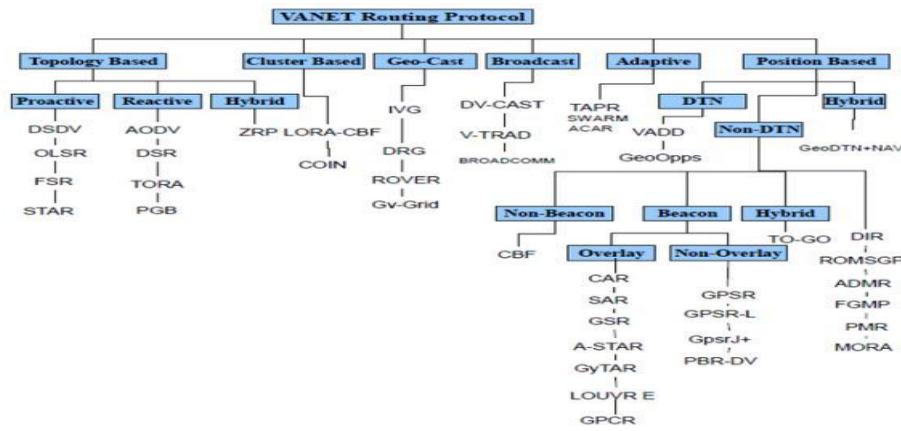 VANET Routing Protocol
Topology Based
Cluster Based
Geo-Cast
Broadcast
Adaptive
Position Based
Proactive
Reactive
Hybrid
DSDV
OLSR
FSR
STAR
AODV
DSR
TORA
PGB
ZRP
LORA-CBF
COIN
IVG
DRG
ROVER
Gv-Grid
DV-CAST
V-TRAD
BROADCOMM
TAPR
SWARM
ACAR
DTN
Non-DTN
Hybrid
VADD
GeoOpps
GeoDTN+NAV
Non-Beacon
Beacon
Hybrid
CBF
Overlay
Non-Overlay
TO-GO
CAR
SAR
GSR
A-STAR
GyTAR
LOUVR E
GPCR
GPSR
GPSR-L
GpsrJ+
PBR-DV
DIR
ROMSGP
ADMR
FGMP
PMR
MORA